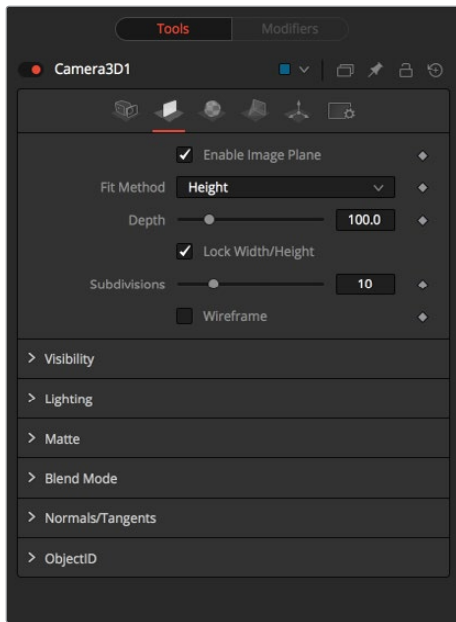 Tools Modifiers
Camera3D1
Enable Image Plane
Fit Method Height
Depth 100.0
Lock Width/Height
Subdivisions 10
Wireframe
Visibility
Lighting
Matte
Blend Mode
Normals/Tangents
ObjectID